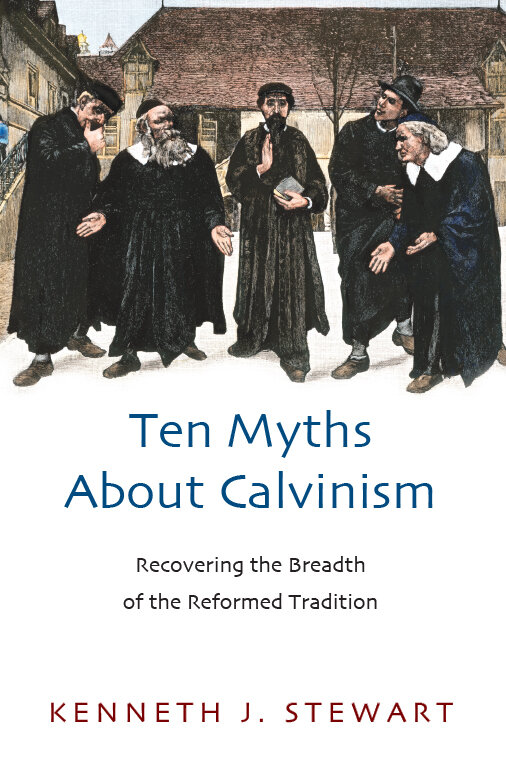 Ten Myths
About Calvinism
Recovering the Breadth
of the Reformed Tradition
KENNETH J. STEWART